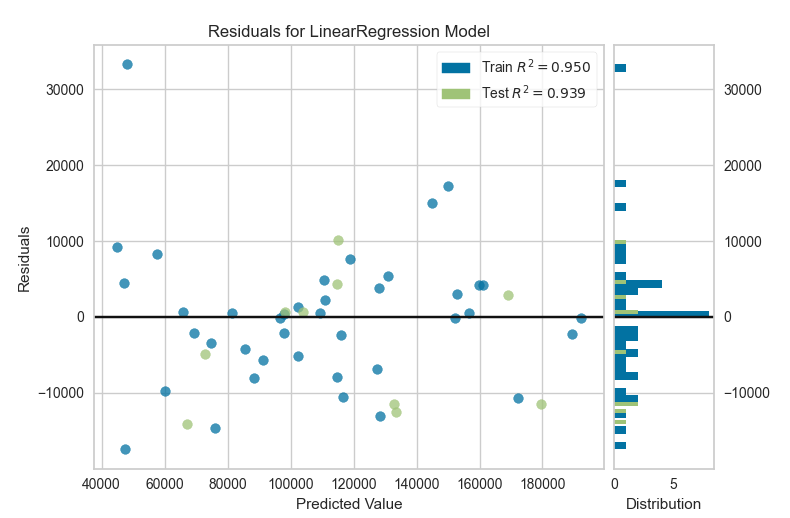 Residuals for LinearRegression Model
Train R² = 0.950
Test R² = 0.939
Residuals
30000
20000
10000
0
−10000
30000
20000
10000
0
−10000
40000 60000 80000 100000 120000 140000 160000 180000
0 5
Predicted Value
Distribution